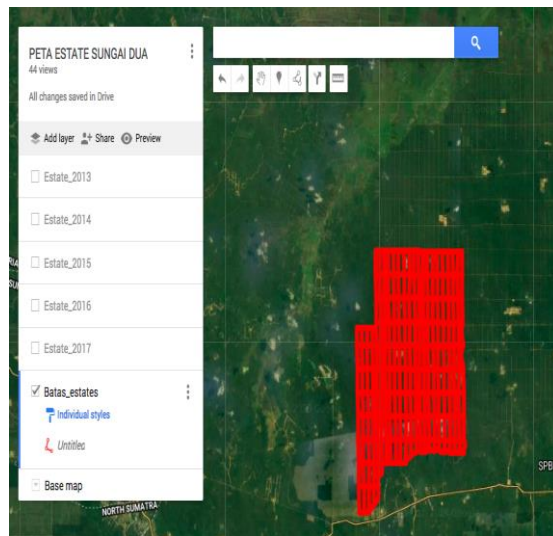 PETA ESTATE SUNGAI DUA
44 views
All changes saved in Drive
Add layer Share Preview
Estate_2013
Estate_2014
Estate_2015
Estate_2016
Estate_2017
Batas_estates
Individual styles
Untitled
Base map
NORTH SUMATRA
SPB